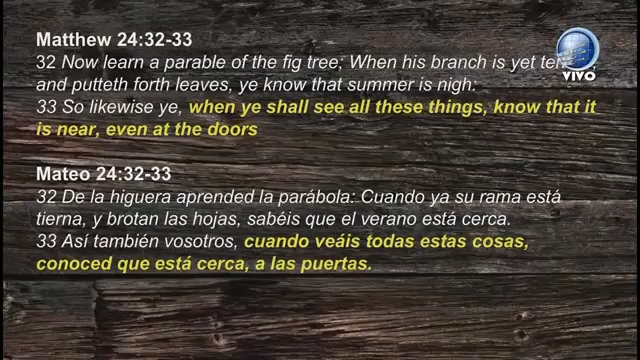 Matthew 24:32-33
32 Now learn a parable of the fig tree; When his branch is yet
and putteth forth leaves, ye know that summer is nigh:
33 So likewise ye, when ye shall see all these things, know that it
is near, even at the doors
VIVO
Mateo 24:32-33
32 De la higuera aprended la parábola: Cuando ya su rama está
tierna, y brotan las hojas, sabéis que el verano está cerca.
33 Así también vosotros, cuando veáis todas estas cosas,
conoced que está cerca, a las puertas.